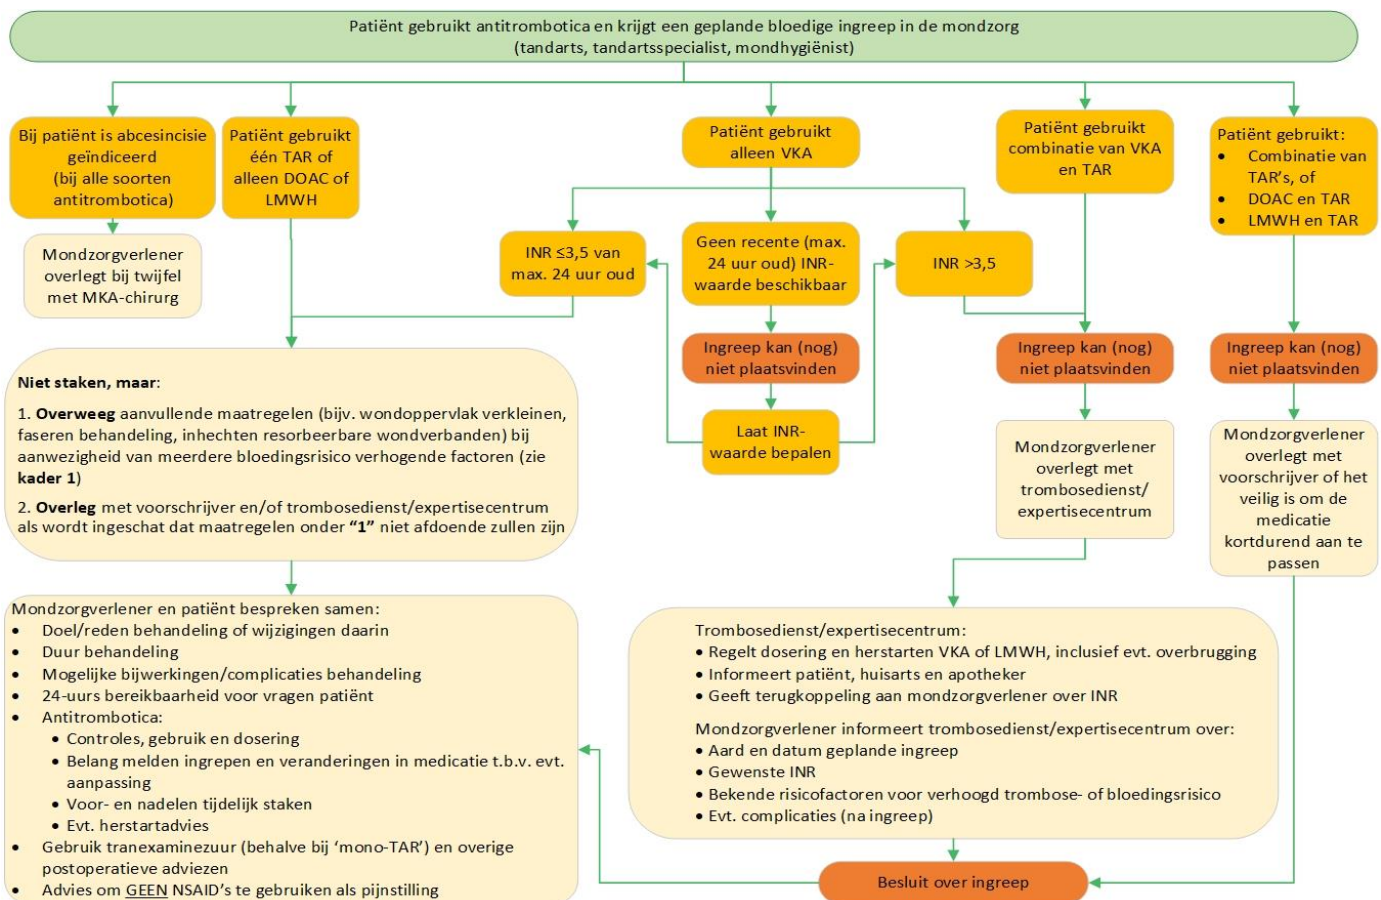 Patiënt gebruikt antitrombotica en krijgt een geplande bloedige ingreep in de mondzorg
(tandarts, tandartsspecialist, mondhygiënist)
Bij patiënt is abcesincisie
geïndiceerd
(bij alle soorten
antitrombotica)
Mondzorgverlener
overlegt bij twijfel
met MKA-chirurg
Patiënt gebruikt
één TAR of
alleen DOAC of
LMWH
Patiënt gebruikt
alleen VKA
INR ≤3,5 van
max. 24 uur oud
Geen recente (max.
24 uur oud) INR-
waarde beschikbaar
INR >3,5
Ingreep kan (nog)
niet plaatsvinden
Laat INR-
waarde bepalen
Patiënt gebruikt
combinatie van VKA
en TAR
Ingreep kan (nog)
niet plaatsvinden
Mondzorgverlener
overlegt met
trombosedienst/
expertisecentrum
Patiënt gebruikt:
• Combinatie van
TAR's, of
• DOAC en TAR
• LMWH en TAR
Ingreep kan (nog)
niet plaatsvinden
Mondzorgverlener
overlegt met
voorschrijver of het
veilig is om de
medicatie
kortdurend aan te
passen
Niet staken, maar:
1. Overweeg aanvullende maatregelen (bijv. wondoppervlak verkleinen,
faseren behandeling, inhechten resorbeerbare wondverbanden) bij
aanwezigheid van meerdere bloedingsrisico verhogende factoren (zie
kader 1)
2. Overleg met voorschrijver en/of trombosedienst/expertisecentrum
als wordt ingeschat dat maatregelen onder “1” niet afdoende zullen zijn
Mondzorgverlener en patiënt bespreken samen:
• Doel/reden behandeling of wijzigingen daarin
• Duur behandeling
• Mogelijke bijwerkingen/complicaties behandeling
• 24-uurs bereikbaarheid voor vragen patiënt
• Antitrombotica:
• Controles, gebruik en dosering
• Belang melden ingrepen en veranderingen in medicatie t.b.v. evt.
aanpassing
• Voor- en nadelen tijdelijk staken
• Evt. herstartadvies
• Gebruik tranexaminezuur (behalve bij ‘mono-TAR’) en overige
postoperatieve adviezen
• Advies om GEEN NSAID’s te gebruiken als pijnstilling
Trombosedienst/expertisecentrum:
• Regelt dosering en herstarten VKA of LMWH, inclusief evt. overbrugging
• Informeert patiënt, huisarts en apotheker
• Geeft terugkoppeling aan mondzorgverlener over INR
Mondzorgverlener informeert trombosedienst/expertisecentrum over:
• Aard en datum geplande ingreep
• Gewenste INR
• Bekende risicofactoren voor verhoogd trombose- of bloedingsrisico
• Evt. complicaties (na ingreep)
Besluit over ingreep